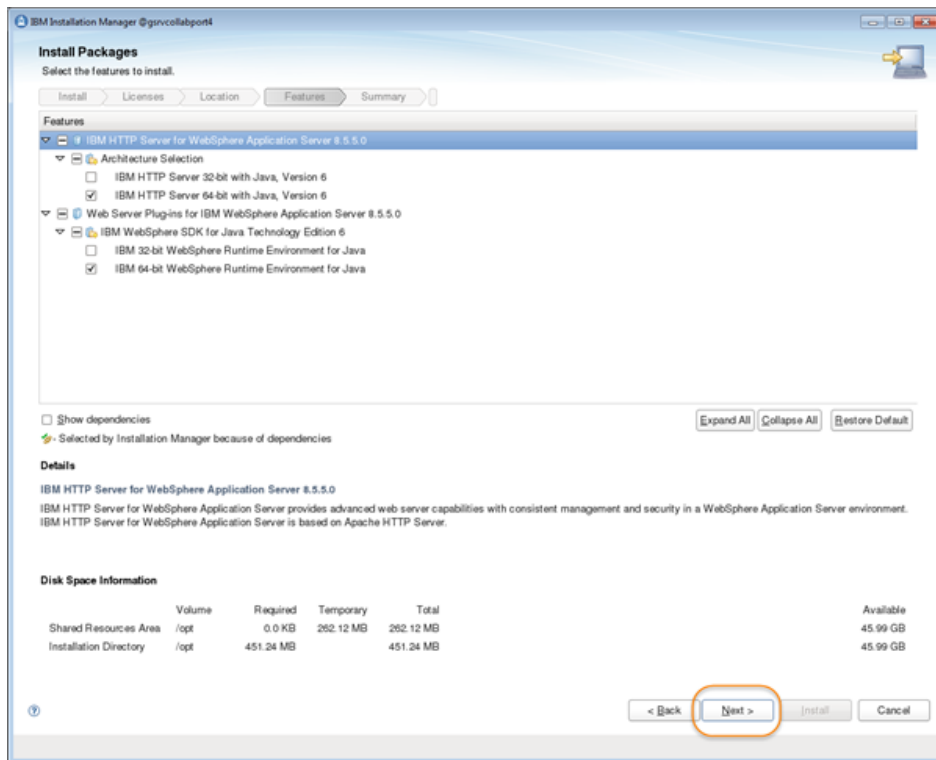 IBM Installation Manager @gsrvcollabport4
Install Packages
Select the features to install.
Install Licenses Location Features Summary
Features
IBM HTTP Server for WebSphere Application Server 8.5.5.0
Architecture Selection
IBM HTTP Server 32-bit with Java, Version 6
IBM HTTP Server 64-bit with Java, Version 6
Web Server Plug-ins for IBM WebSphere Application Server 8.5.5.0
IBM WebSphere SDK for Java Technology Edition 6
IBM 32-bit WebSphere Runtime Environment for Java
IBM 64-bit WebSphere Runtime Environment for Java
Show dependencies Expand All Collapse All Restore Default
- Selected by Installation Manager because of dependencies
Details
IBM HTTP Server for WebSphere Application Server 8.5.5.0
IBM HTTP Server for WebSphere Application Server provides advanced web server capabilities with consistent management and security in a WebSphere Application Server environment.
IBM HTTP Server for WebSphere Application Server is based on Apache HTTP Server.
Disk Space Information
Volume Required Temporary Total Available
Shared Resources Area /opt 0.0 KB 262.12 MB 262.12 MB 45.99 GB
Installation Directory /opt 451.24 MB 451.24 MB 45.99 GB
? < Back Next > Install Cancel